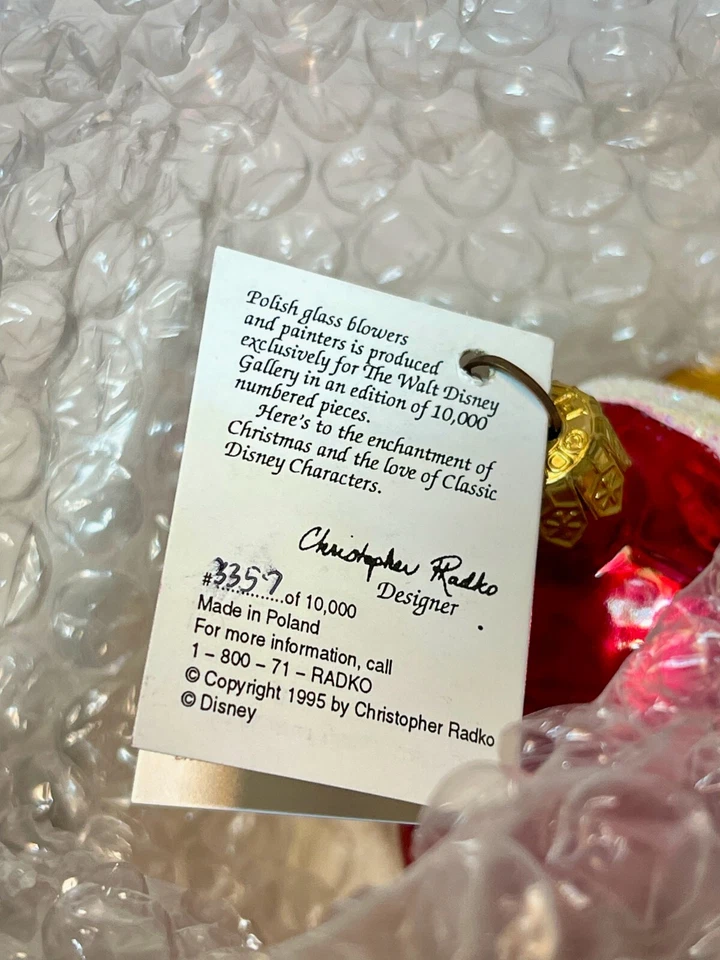 Polish glass blowers
and painters is produced
exclusively for The Walt Disney
Gallery in an edition of 10,000
numbered pieces.
Here's to the enchantment of
Christmas and the love of Classic
Disney Characters.
Christopher Radko
Designer
#3357 of 10,000
Made in Poland
For more information, call
1 – 800 – 71 – RADKO
© Copyright 1995 by Christopher Radko
© Disney